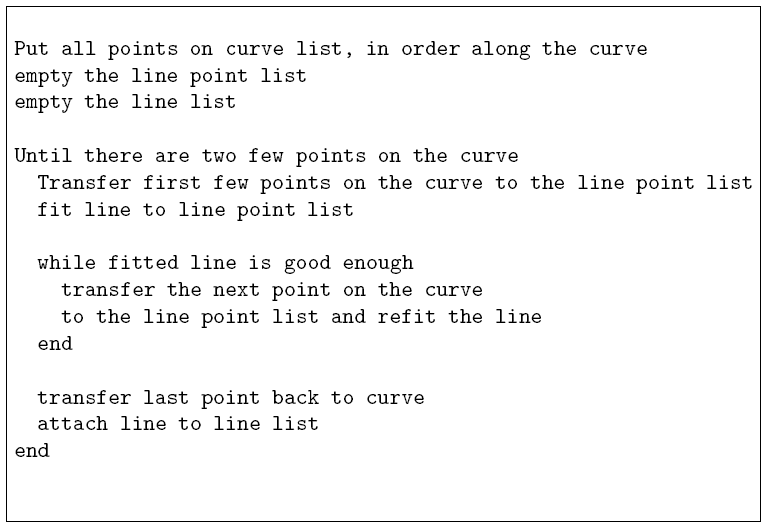 Put all points on curve list, in order along the curve
empty the line point list
empty the line list
Until there are two few points on the curve
Transfer first few points on the curve to the line point list
fit line to line point list
while fitted line is good enough
transfer the next point on the curve
to the line point list and refit the line
end
transfer last point back to curve
attach line to line list
end